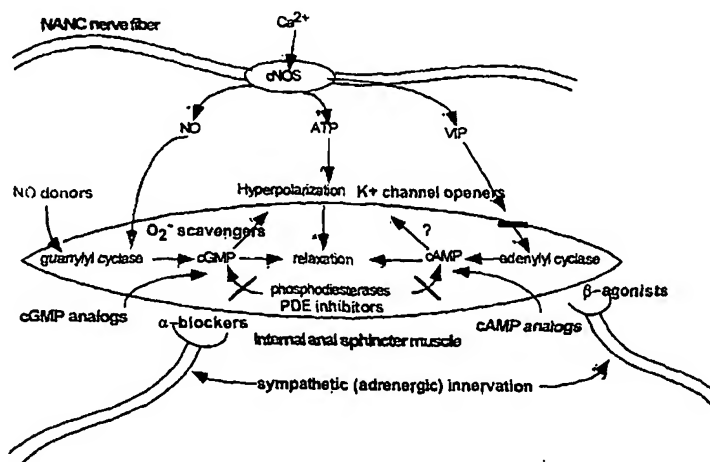 NANC nerve fiber
Ca2+
cNOS
NO
ATP
VIP
Hyperpolarization K+ channel openers
NO donors
O2- scavengers
?
guanylyl cyclase
cGMP
relaxation
cAMP
adenylyl cyclase
phosphodiesterases
PDE inhibitors
β-agonists
cGMP analogs
cAMP analogs
α-blockers
Internal anal sphincter muscle
sympathetic (adrenergic) innervation